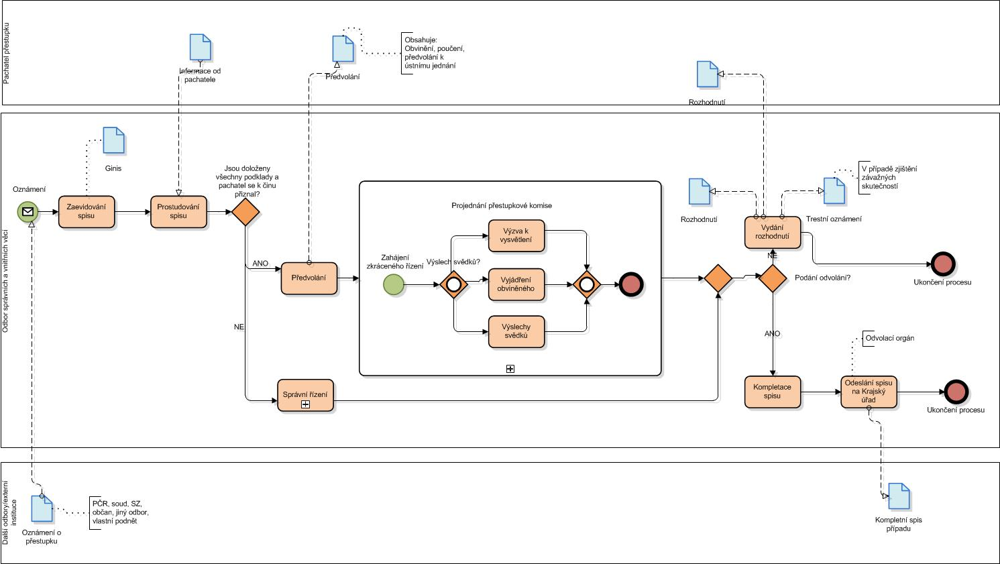 Pachatel přestupku
Informace od
pachatele
Předvolání
Obsahuje:
Obvinění, poučení,
předvolání k
ústnímu jednání
Rozhodnutí
Odbor správních a vnitřních věcí
Oznámení
Ginis
Zaevidování
spisu
Prostudování
spisu
Jsou doloženy
všechny podklady a
pachatel se k činu
přiznal?
ANO
NE
Předvolání
Správní řízení
Projednání přestupkové komise
Zahájení
zkráceného řízení
Výslech svědků?
Výzva k
vysvětlení
Vyjádření
obviněného
Výslechy
svědků
Rozhodnutí
Trestní oznámení
V případě zjištění
závažných
skutečností
Vydání
rozhodnutí
NE
Podání odvolání?
Ukončení procesu
ANO
Odvolací orgán
Kompletace
spisu
Odeslání spisu
na Krajský
úřad
Ukončení procesu
Další odbory/externí
instituce
Oznámení o
přestupku
PČR, soud, SZ,
občan, jiný odbor,
vlastní podnět
Kompletní spis
případu